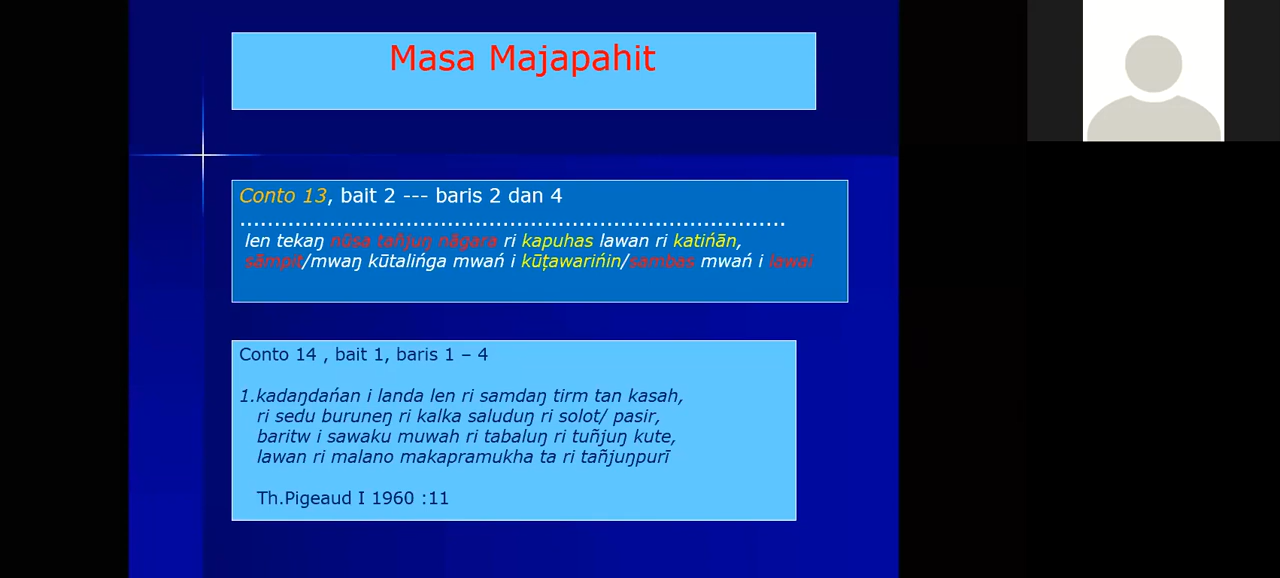 Masa Majapahit
Conto 13, bait 2 --- baris 2 dan 4
..............................................................................
len tekaŋ nūṣa tañjuŋ nāgara ri kapuhas lawan ri katińān,
sāmpit/mwaŋ kūtalińga mwań i kūṭawarińin/sambas mwań i lawai
Conto 14 , bait 1, baris 1 – 4
1.kadaŋdańan i landa len ri samdaŋ tirm tan kasah,
ri sedu buruneŋ ri kalka saluduŋ ri solot/ pasir,
baritw i sawaku muwah ri tabaluŋ ri tuñjuŋ kute,
lawan ri malano makapramukha ta ri tañjuŋpurī
Th.Pigeaud I 1960 :11